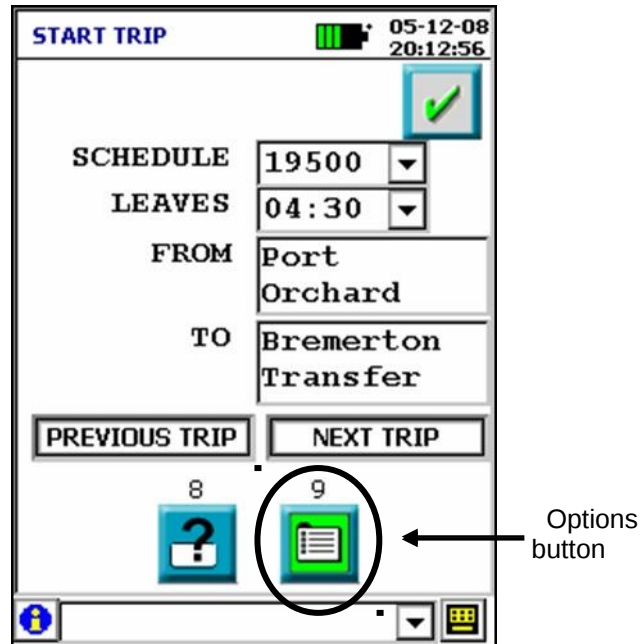 START TRIP
05-12-08
20:12:56
SCHEDULE 19500
LEAVES 04:30
FROM Port
Orchard
TO Bremerton
Transfer
PREVIOUS TRIP NEXT TRIP
8 9
?
Options
button